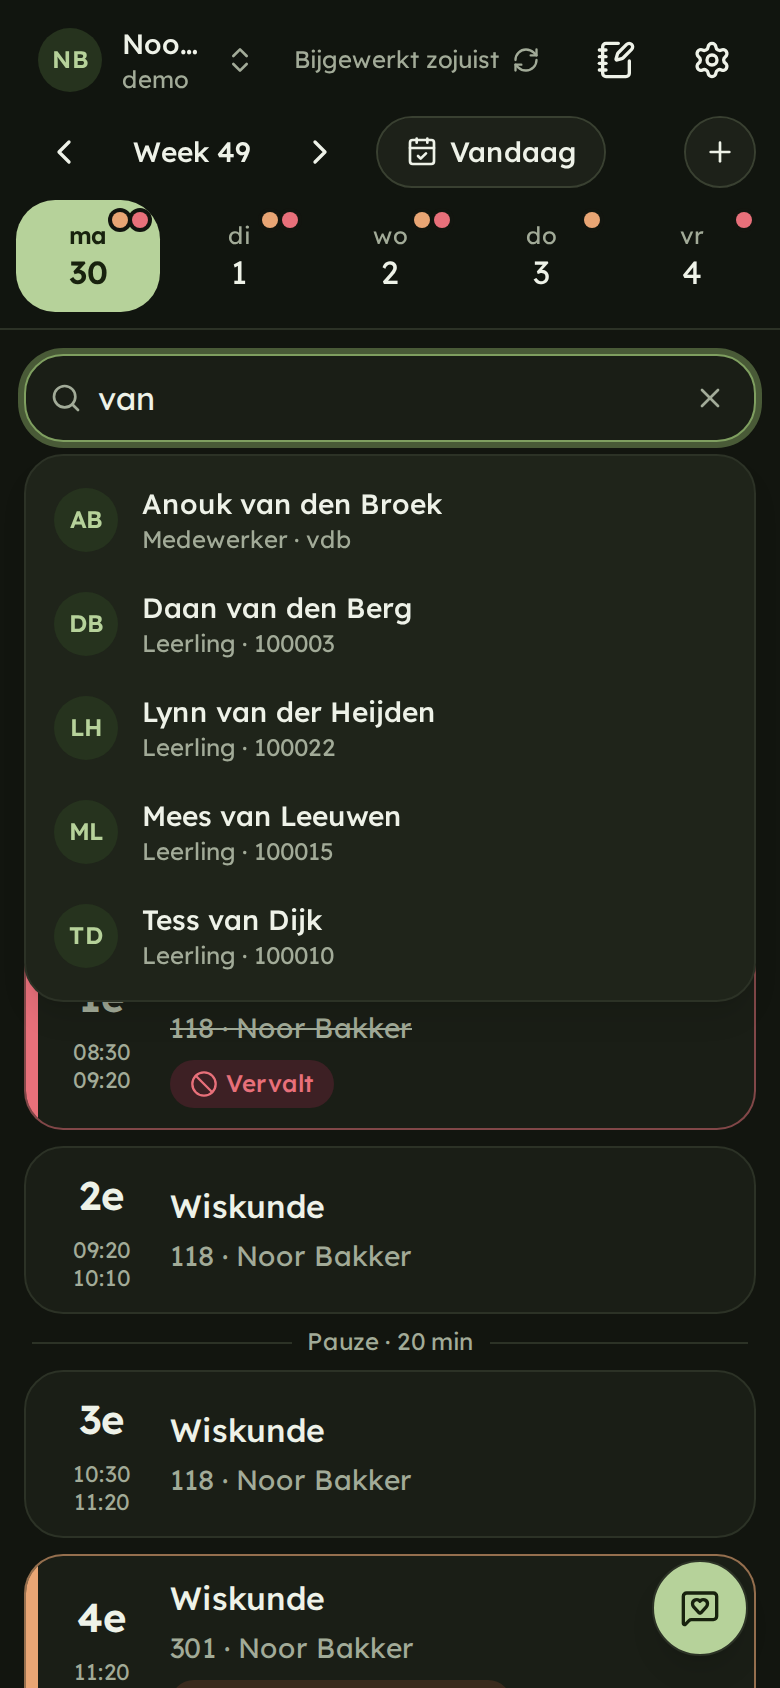 NB
Noo...
demo
Bijgewerkt zojuist
Week 49
Vandaag
ma
30
di
1
wo
2
do
3
vr
4
van
AB
Anouk van den Broek
Medewerker · vdb
DB
Daan van den Berg
Leerling · 100003
LH
Lynn van der Heijden
Leerling · 100022
ML
Mees van Leeuwen
Leerling · 100015
TD
Tess van Dijk
Leerling · 100010
1e
118 · Noor Bakker
08:30
09:20
Vervalt
2e
Wiskunde
09:20
10:10
118 · Noor Bakker
Pauze · 20 min
3e
Wiskunde
10:30
11:20
118 · Noor Bakker
4e
Wiskunde
301 · Noor Bakker
11:20